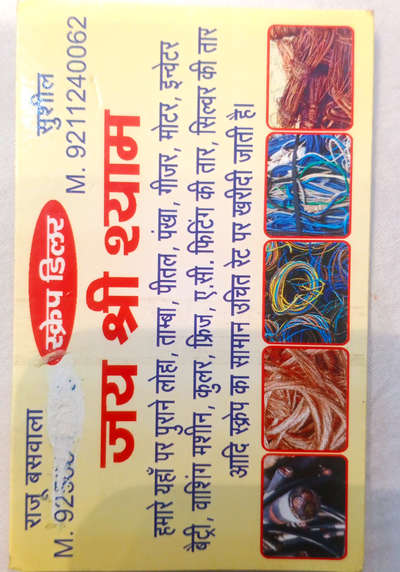 राजू बसवाला
सुशील
स्क्रेप डिलर
M. 9211240062
जय श्री श्याम
हमारे यहाँ पर पुराने लोहा, ताम्बा, पीतल, पंखा, गीजर, मोटर, इन्वेटर
बैट्री, वाशिंग मशीन, कुलर, फ्रिज, ए.सी. फिटिंग की तार, सिल्वर की तार
आदि स्क्रेप का सामान उचित रेट पर खरीदी जाती है।